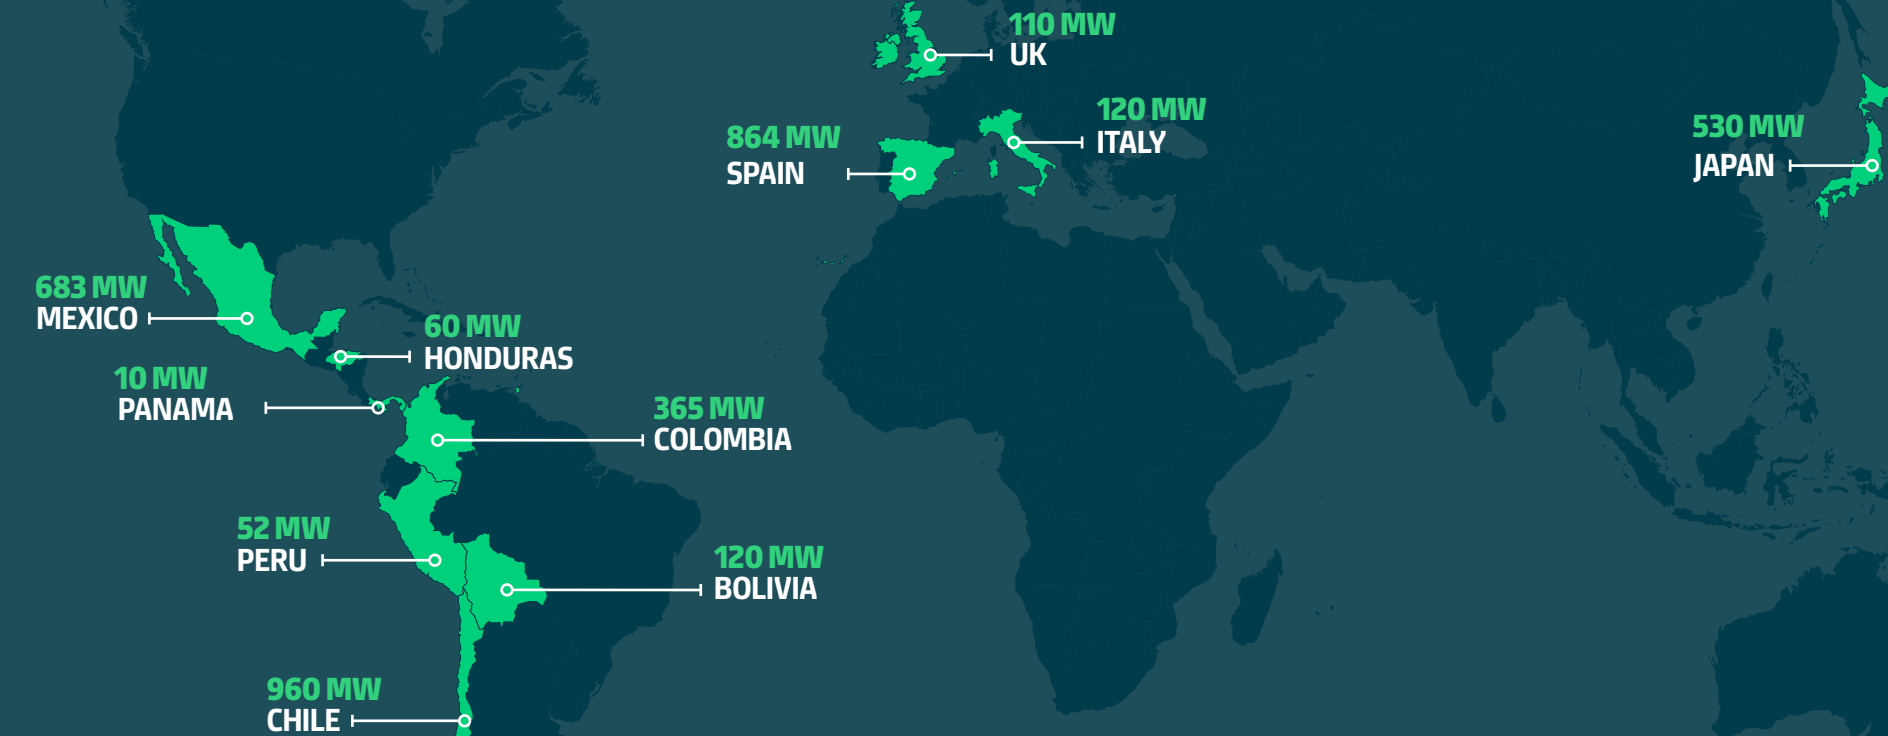 110 MW
UK
120 MW
ITALY
864 MW
SPAIN
530 MW
JAPAN
683 MW
MEXICO
60 MW
HONDURAS
10 MW
PANAMA
365 MW
COLOMBIA
52 MW
PERU
120 MW
BOLIVIA
960 MW
CHILE